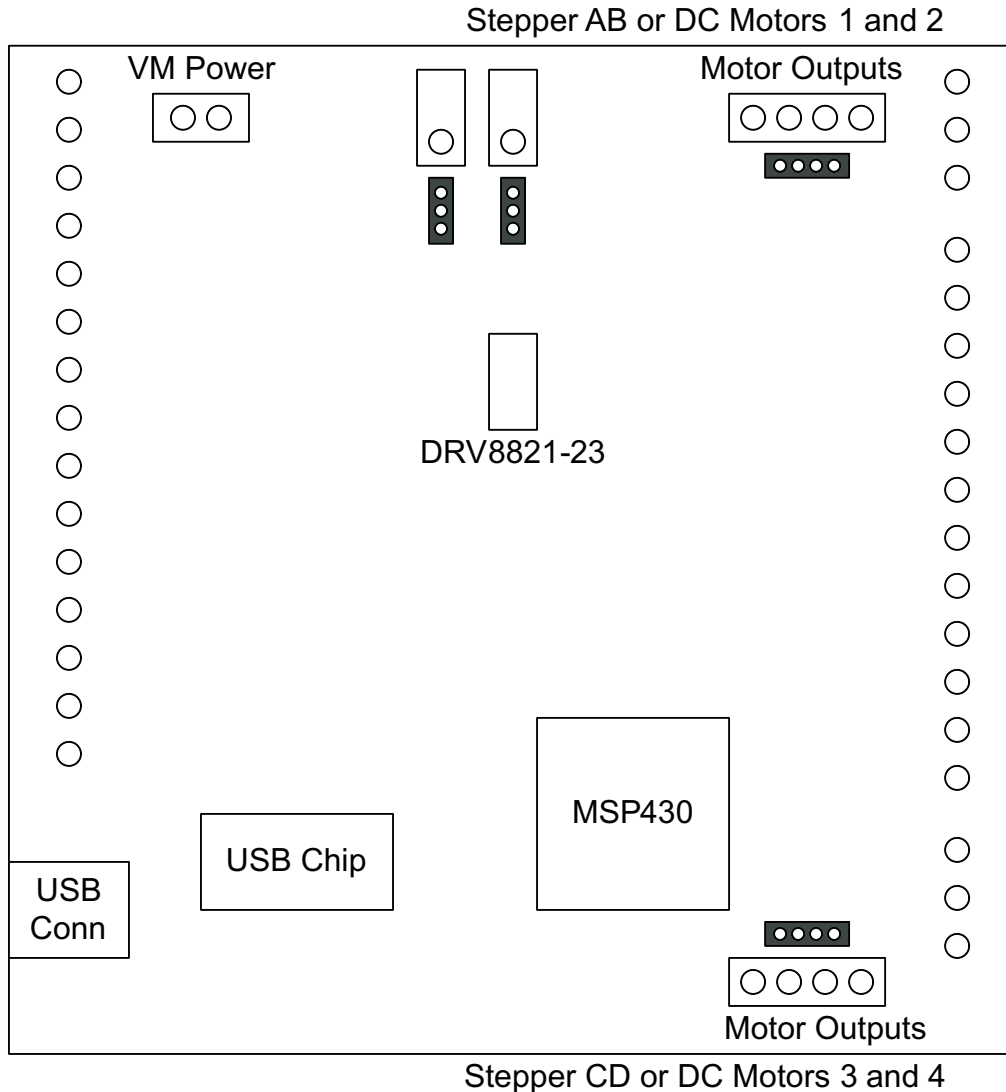 Stepper AB or DC Motors 1 and 2
VM Power
Motor Outputs
DRV8821-23
MSP430
USB Chip
USB
Conn
Motor Outputs
Stepper CD or DC Motors 3 and 4